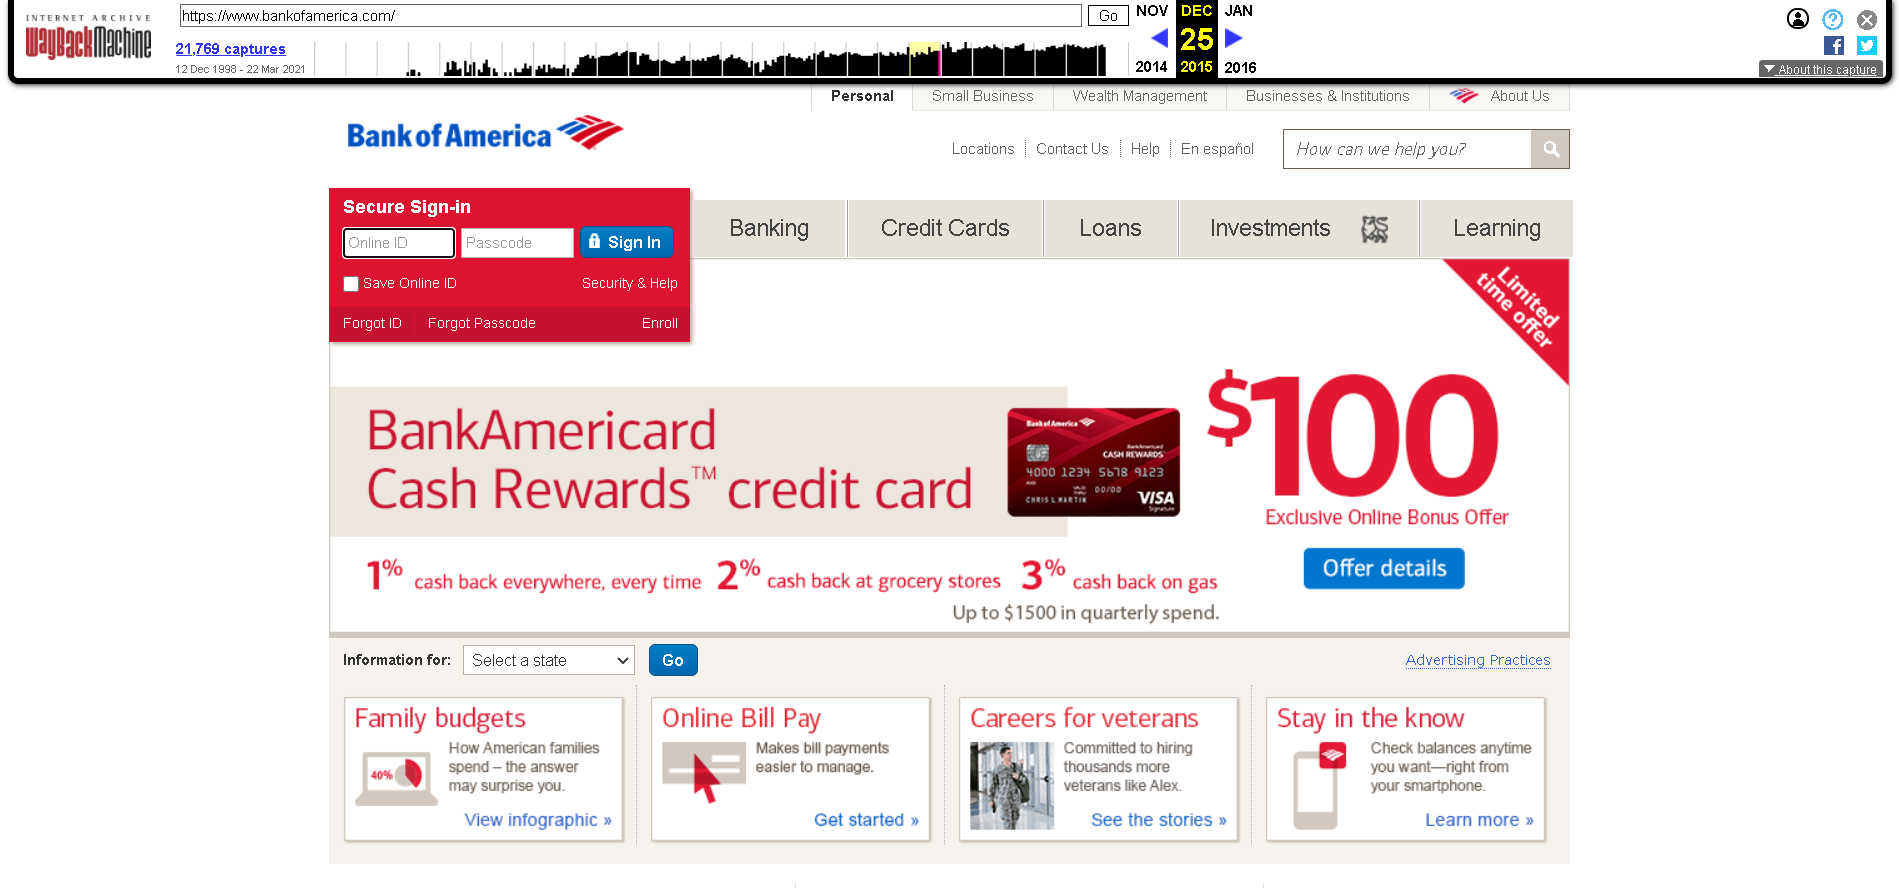 INTERNET ARCHIVE
WayBackMachine
https://www.bankofamerica.com/
Go
NOV DEC JAN
21,769 captures
25
12 Dec 1998 - 22 Mar 2021
2014 2015 2016
About this capture
Personal
Small Business
Wealth Management
Businesses & Institutions
About Us
Bank of America
Locations
Contact Us
Help
En español
How can we help you?
Secure Sign-in
Online ID
Passcode
Sign In
Save Online ID
Security & Help
Forgot ID
Forgot Passcode
Enroll
Banking
Credit Cards
Loans
Investments
Learning
Limited
time offer
BankAmericard
Cash Rewards™ credit card
Bank of America
BankAmericard
CASH REWARDS
4000 1234 5678 9123
4000
VALID
THRU
00/00
CHRIS L MARTIN
VISA
Signature
$100
Exclusive Online Bonus Offer
Offer details
1% cash back everywhere, every time
2% cash back at grocery stores
3% cash back on gas
Up to $1500 in quarterly spend.
Information for:
Select a state
Go
Advertising Practices
Family budgets
40%
How American families
spend – the answer
may surprise you.
View infographic »
Online Bill Pay
Makes bill payments
easier to manage.
Get started »
Careers for veterans
Committed to hiring
thousands more
veterans like Alex.
See the stories »
Stay in the know
Check balances anytime
you want—right from
your smartphone.
Learn more »